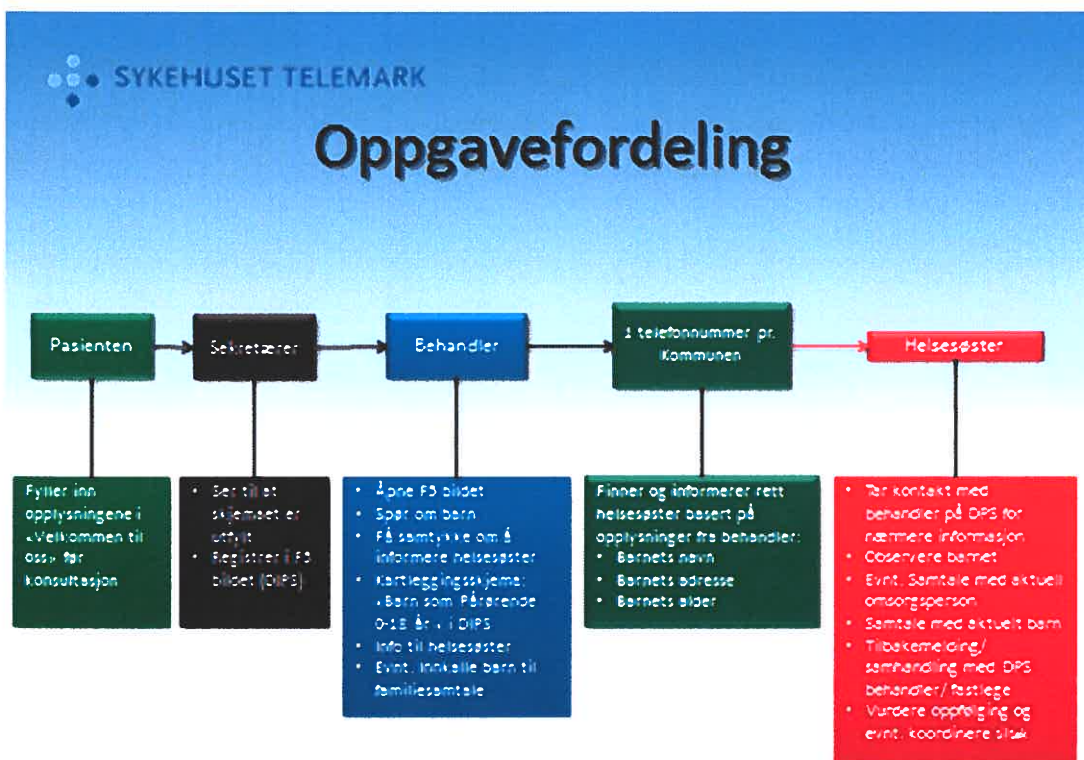 SYKEHUSET TELEMARK
Oppgavefordeling
Pasienten
Sekretærer
Behandler
1 telefonnummer pr.
Kommunen
Helsesøster
Fyller inn
opplysningene i
«Velkommen til
oss» før
konsultasjon
• Ser til at
skjemaet er
utfylt
• Registrer i F5
bildet (DIPS)
• Åpne F5 bildet
• Spør om barn
• Få samtykke om å
informere helsesøster
• Kartleggingsskjema:
«Barn som Pårørende
0-18 år» i DIPS
• Info til helsesøster
• Evnt. Innkalle barn til
familiesamtale
Finner og informerer rett
helsesøster basert på
opplysninger fra behandler:
• Barnets navn
• Barnets adresse
• Barnets alder
• Tar kontakt med
behandler på DPS for
nærmere informasjon
• Observere barnet
• Evnt. Samtale med aktuell
omsorgsperson
• Samtale med aktuelt barn
• Tilbakemelding/
samhandling med DPS
behandler/ fastlege
• Vurdere oppfølging og
evnt. koordinere